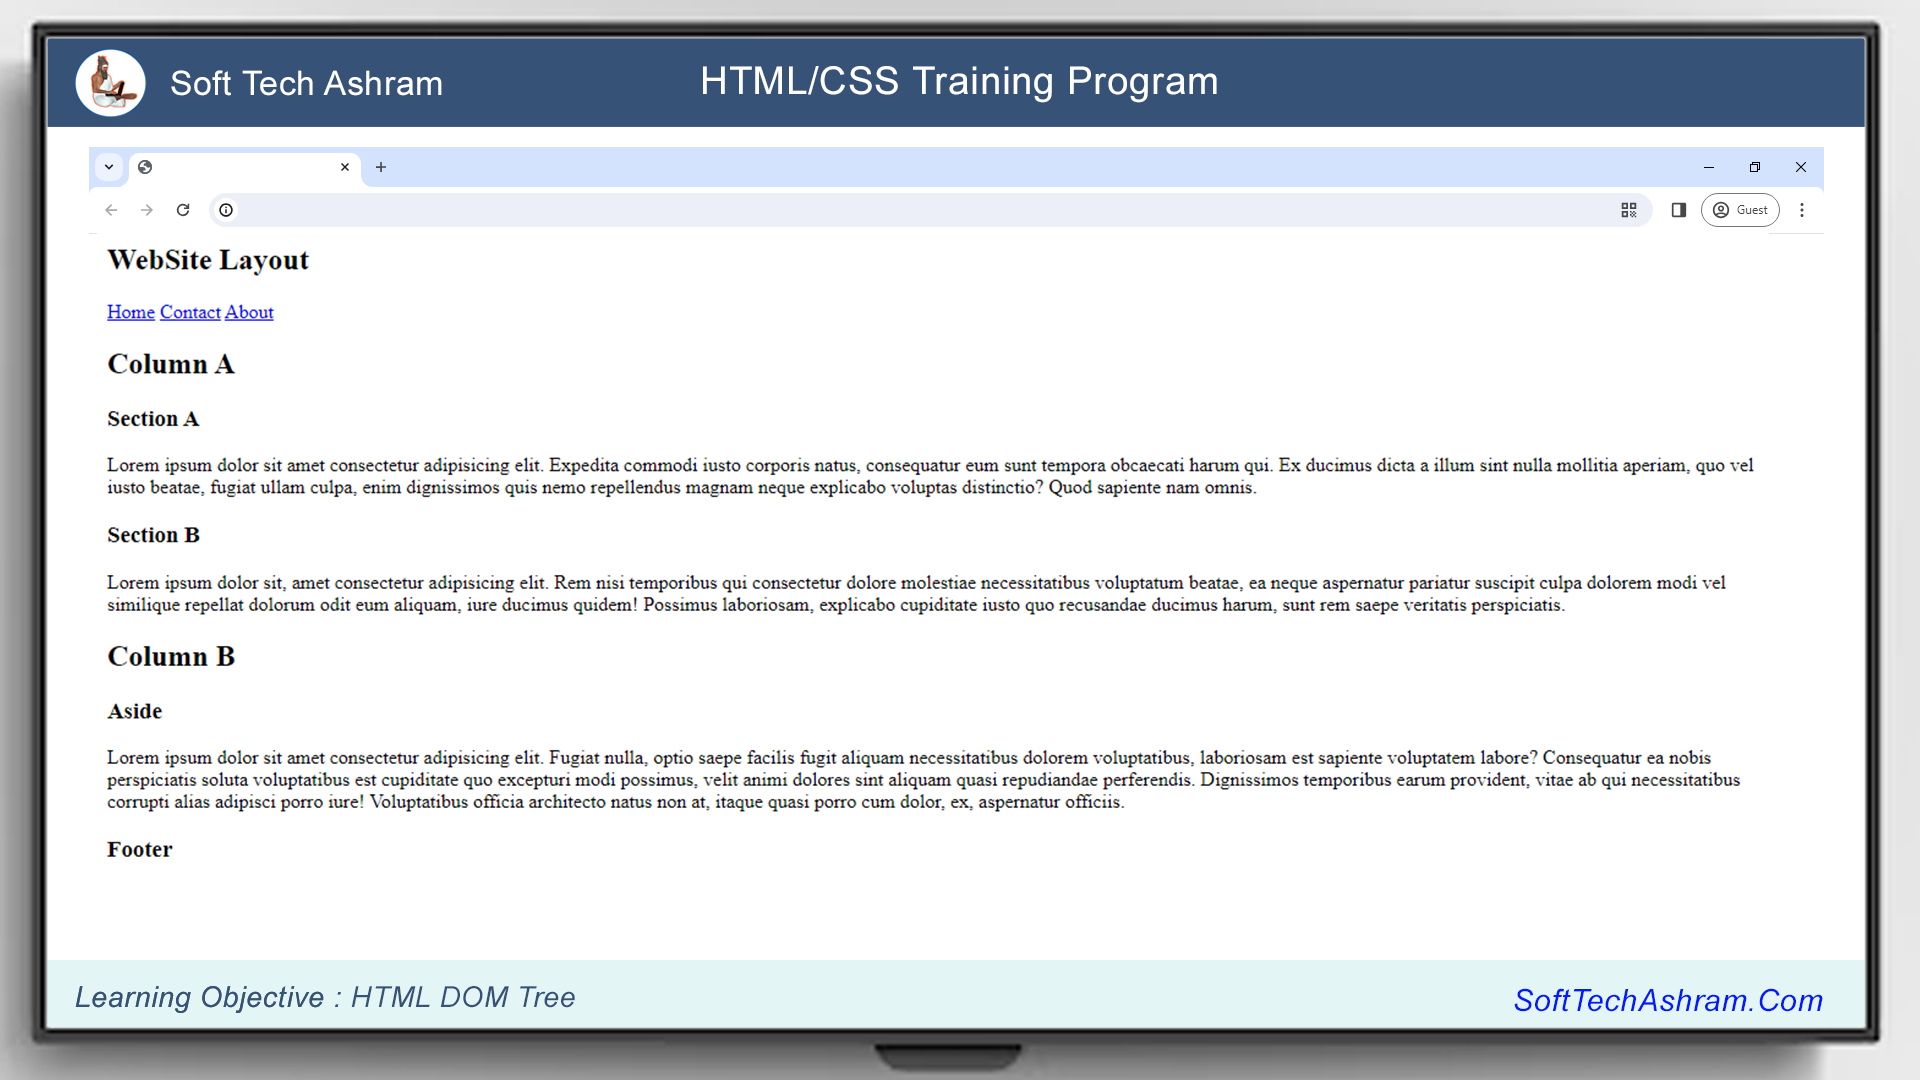 Soft Tech Ashram
HTML/CSS Training Program
Guest
WebSite Layout
Home Contact About
Column A
Section A
Lorem ipsum dolor sit amet consectetur adipisicing elit. Expedita commodi iusto corporis natus, consequatur eum sunt tempora obcaecati harum qui. Ex ducimus dicta a illum sint nulla mollitia aperiam, quo vel
iusto beatae, fugiat ullam culpa, enim dignissimos quis nemo repellendus magnam neque explicabo voluptas distinctio? Quod sapiente nam omnis.
Section B
Lorem ipsum dolor sit, amet consectetur adipisicing elit. Rem nisi temporibus qui consectetur dolore molestiae necessitatibus voluptatum beatae, ea neque aspernatur pariatur suscipit culpa dolorem modi vel
similique repellat dolorum odit eum aliquam, iure ducimus quidem! Possimus laboriosam, explicabo cupiditate iusto quo recusandae ducimus harum, sunt rem saepe veritatis perspiciatis.
Column B
Aside
Lorem ipsum dolor sit amet consectetur adipisicing elit. Fugiat nulla, optio saepe facilis fugit aliquam necessitatibus dolorem voluptatibus, laboriosam est sapiente voluptatem labore? Consequatur ea nobis
perspiciatis soluta voluptatibus est cupiditate quo excepturi modi possimus, velit animi dolores sint aliquam quasi repudiandae perferendis. Dignissimos temporibus earum provident, vitae ab qui necessitatibus
corrupti alias adipisci porro iure! Voluptatibus officia architecto natus non at, itaque quasi porro cum dolor, ex, aspernatur officiis.
Footer
Learning Objective : HTML DOM Tree
SoftTechAshram.Com